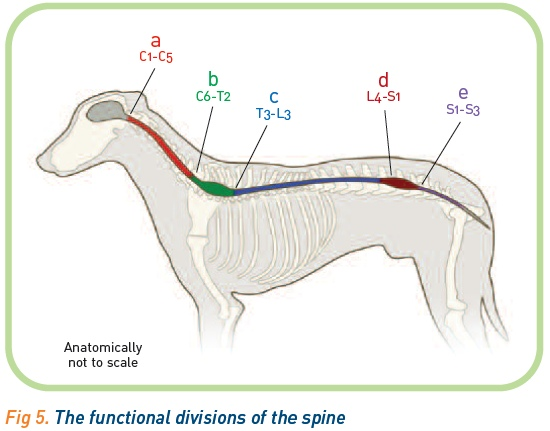 a
C1-C5
b
C6-T2
c
T3-L3
d
L4-S1
e
S1-S3
Anatomically
not to scale
Fig 5. The functional divisions of the spine